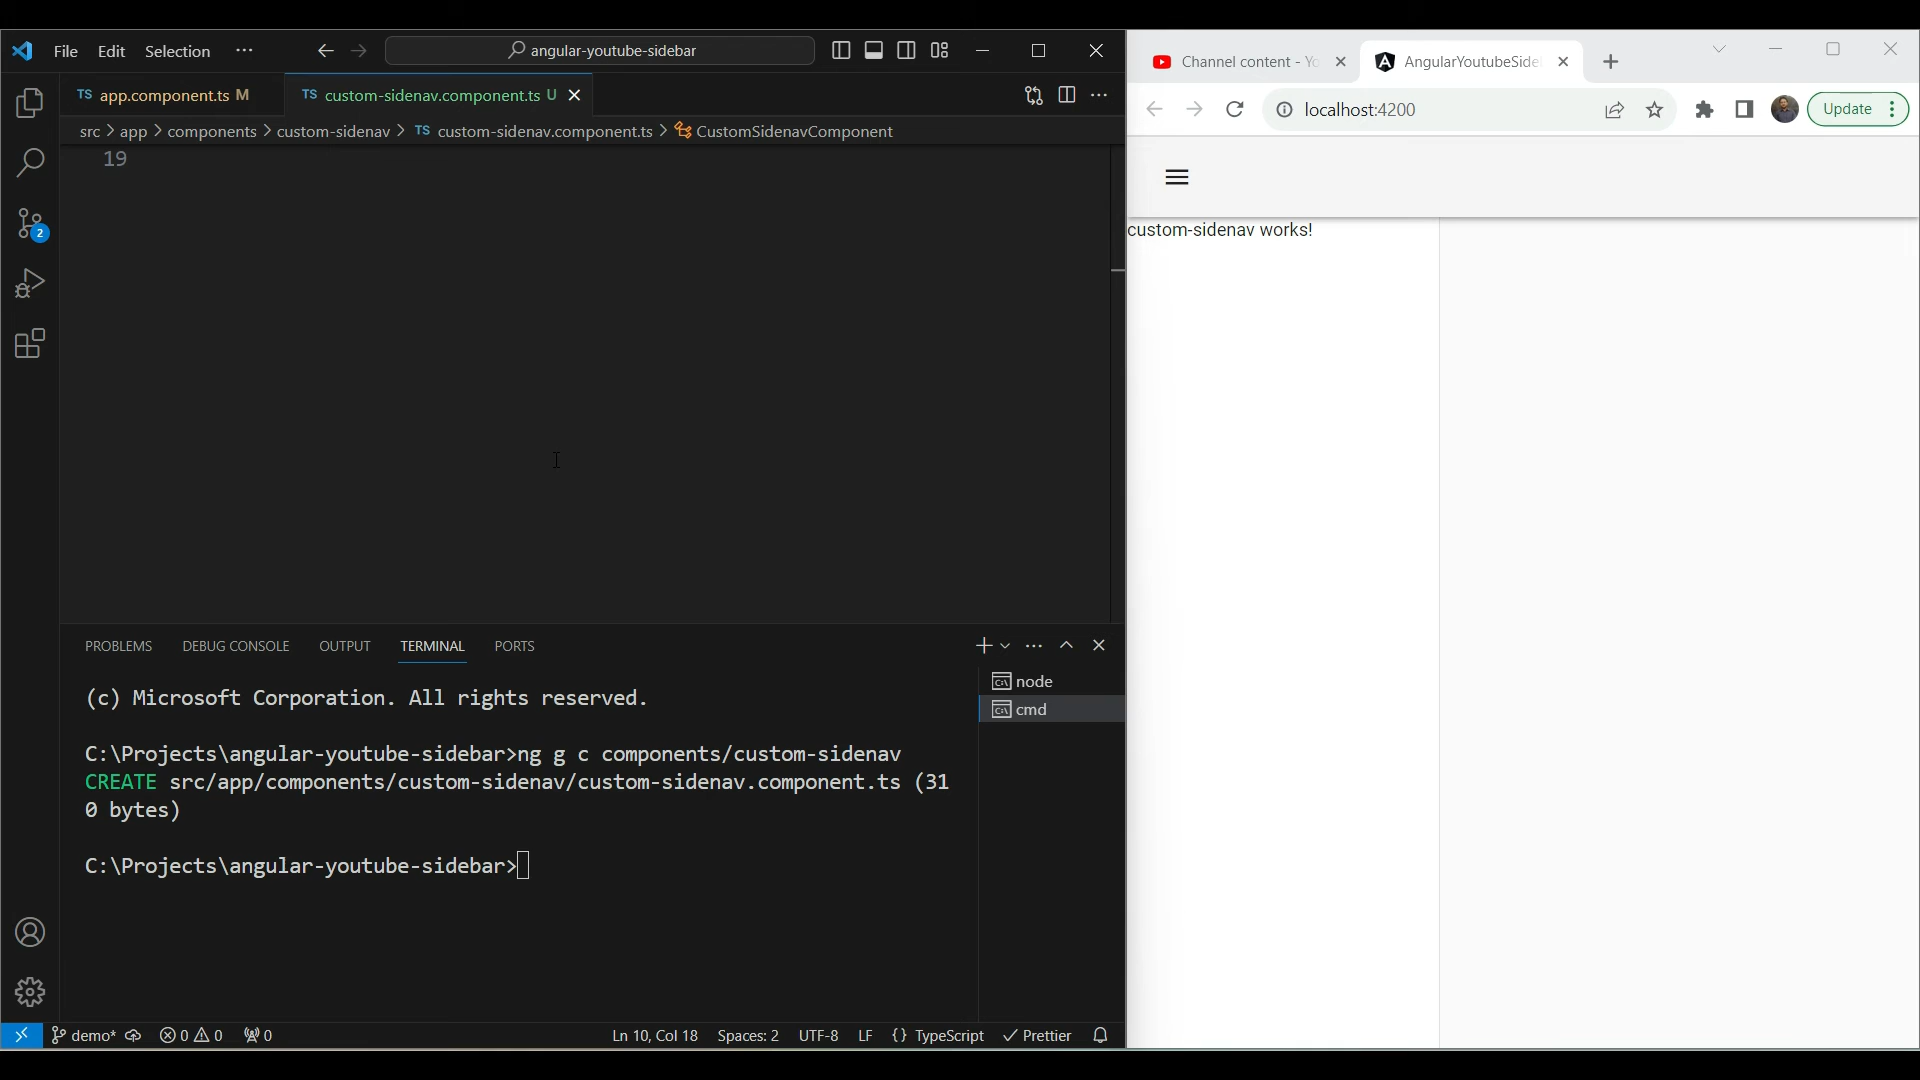 File Edit Selection ··· angular-youtube-sidebar
TS app.component.ts M TS custom-sidenav.component.ts U
src > app > components > custom-sidenav > TS custom-sidenav.component.ts > CustomSidenavComponent
19
2
PROBLEMS DEBUG CONSOLE OUTPUT TERMINAL PORTS
(c) Microsoft Corporation. All rights reserved.
C:\Projects\angular-youtube-sidebar>ng g c components/custom-sidenav
CREATE src/app/components/custom-sidenav/custom-sidenav.component.ts (31
0 bytes)
C:\Projects\angular-youtube-sidebar>
node
cmd
demo* 0 0 0 Ln 10, Col 18 Spaces: 2 UTF-8 LF {} TypeScript Prettier
Channel content - Yo AngularYoutubeSide
localhost:4200 Update
custom-sidenav works!